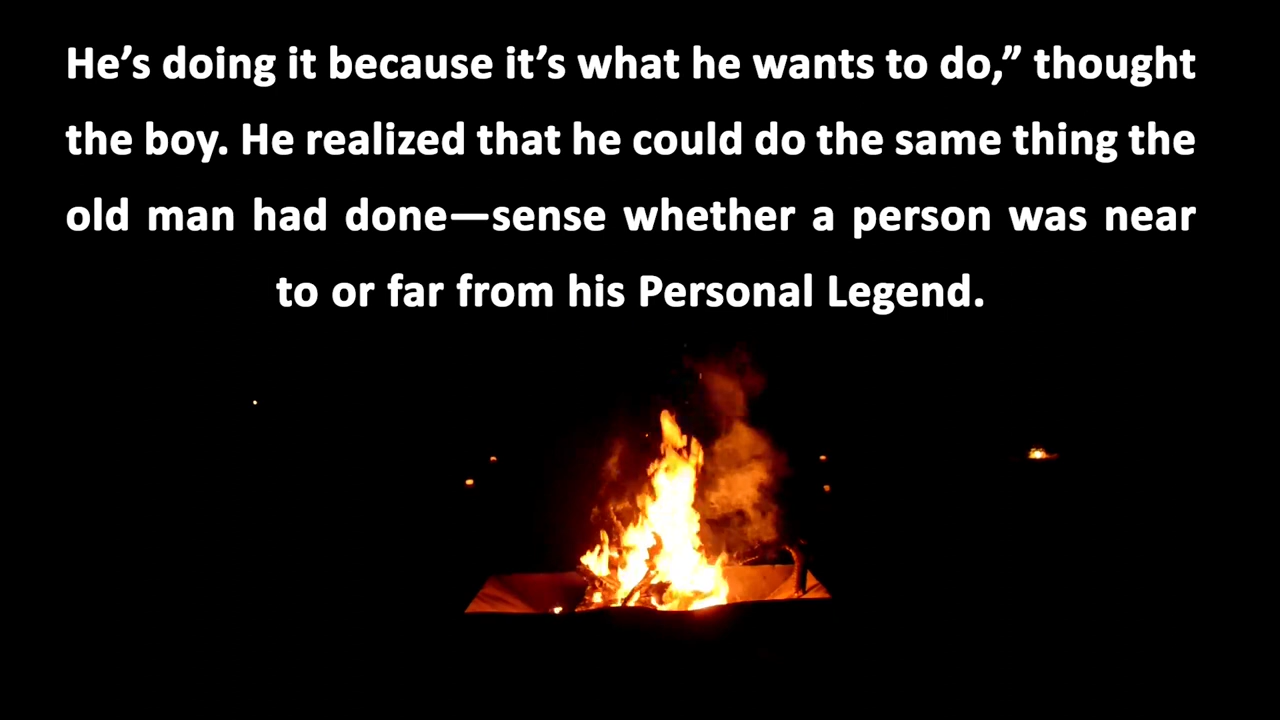 He’s doing it because it’s what he wants to do,” thought
the boy. He realized that he could do the same thing the
old man had done—sense whether a person was near
to or far from his Personal Legend.